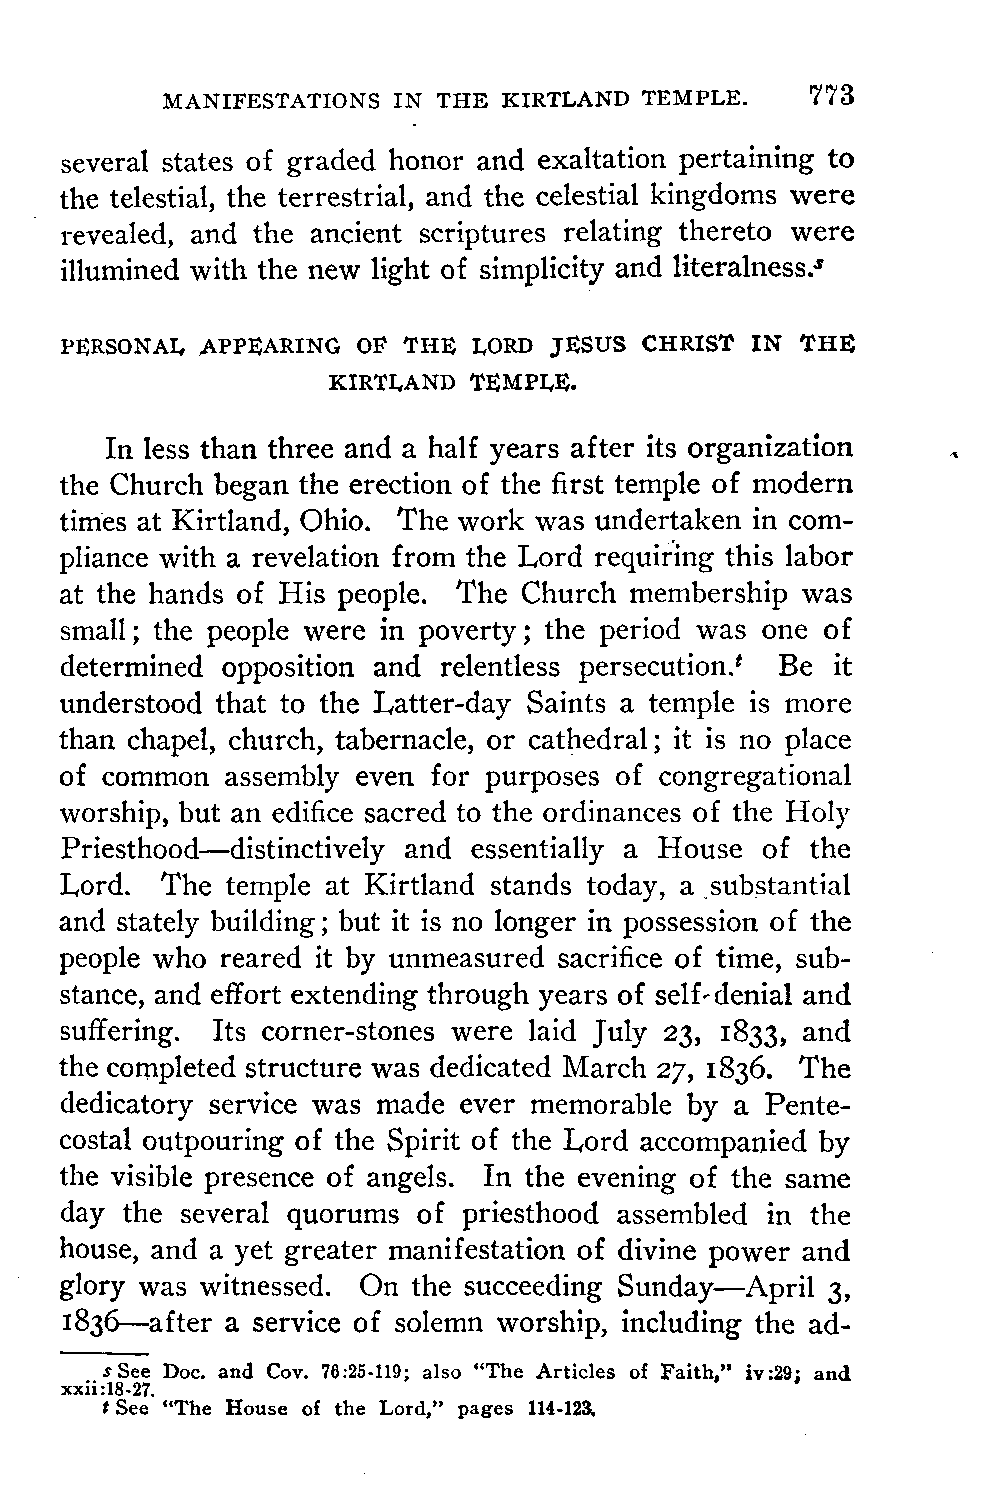 MANIFESTATIONS IN THE KIRTLAND TEMPLE. 773
several states of graded honor and exaltation pertaining to
the telestial, the terrestrial, and the celestial kingdoms were
revealed, and the ancient scriptures relating thereto were
illumined with the new light of simplicity and literalness.s
PERSONAL APPEARING OF THE LORD JESUS CHRIST IN THE
KIRTLAND TEMPLE.
In less than three and a half years after its organization
the Church began the erection of the first temple of modern
times at Kirtland, Ohio. The work was undertaken in com-
pliance with a revelation from the Lord requiring this labor
at the hands of His people. The Church membership was
small; the people were in poverty; the period was one of
determined opposition and relentless persecution.t Be it
understood that to the Latter-day Saints a temple is more
than chapel, church, tabernacle, or cathedral; it is no place
of common assembly even for purposes of congregational
worship, but an edifice sacred to the ordinances of the Holy
Priesthood—distinctively and essentially a House of the
Lord. The temple at Kirtland stands today, a substantial
and stately building; but it is no longer in possession of the
people who reared it by unmeasured sacrifice of time, sub-
stance, and effort extending through years of self-denial and
suffering. Its corner-stones were laid July 23, 1833, and
the completed structure was dedicated March 27, 1836. The
dedicatory service was made ever memorable by a Pente-
costal outpouring of the Spirit of the Lord accompanied by
the visible presence of angels. In the evening of the same
day the several quorums of priesthood assembled in the
house, and a yet greater manifestation of divine power and
glory was witnessed. On the succeeding Sunday—April 3,
1836—after a service of solemn worship, including the ad-
s See Doc. and Cov. 76:25-119; also "The Articles of Faith," iv:29; and
xxii:18-27.
t See "The House of the Lord," pages 114-123.